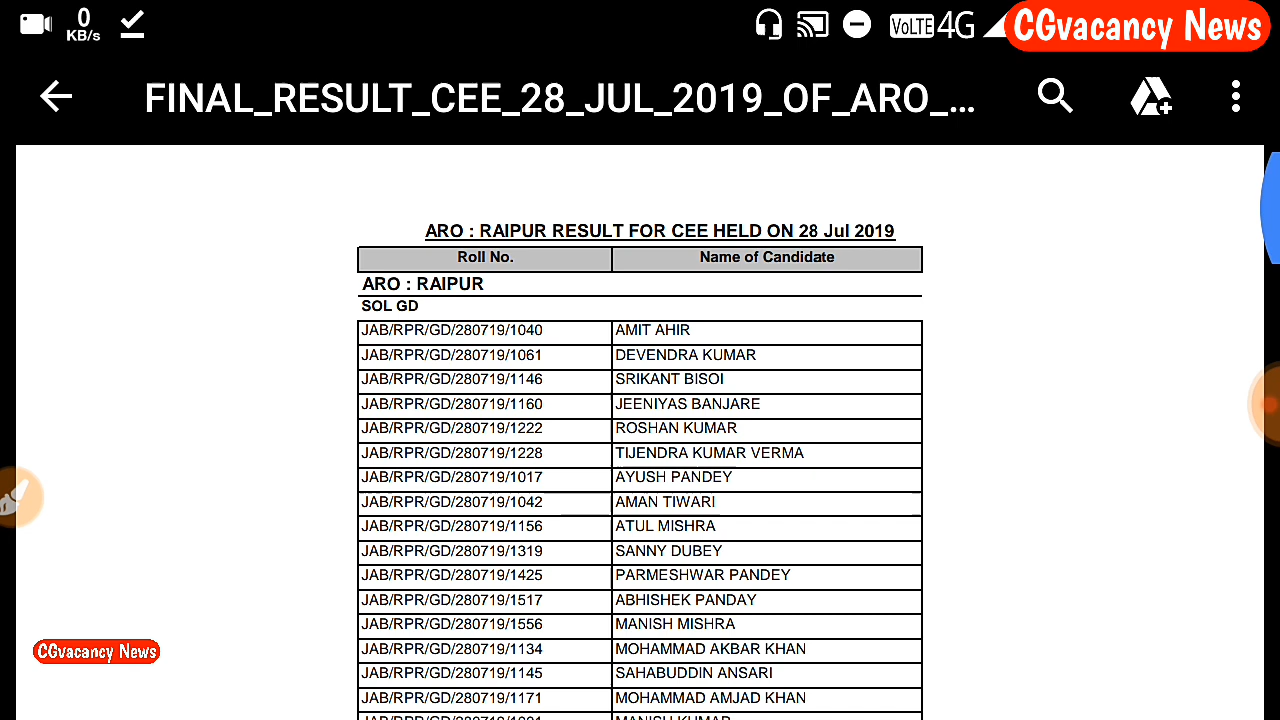 0
KB/s
VoLTE 4G
CGvacancy News
FINAL_RESULT_CEE_28_JUL_2019_OF_ARO_...
ARO : RAIPUR RESULT FOR CEE HELD ON 28 Jul 2019
Roll No. Name of Candidate
ARO : RAIPUR
SOL GD
JAB/RPR/GD/280719/1040 AMIT AHIR
JAB/RPR/GD/280719/1061 DEVENDRA KUMAR
JAB/RPR/GD/280719/1146 SRIKANT BISOI
JAB/RPR/GD/280719/1160 JEENIYAS BANJARE
JAB/RPR/GD/280719/1222 ROSHAN KUMAR
JAB/RPR/GD/280719/1228 TIJENDRA KUMAR VERMA
JAB/RPR/GD/280719/1017 AYUSH PANDEY
JAB/RPR/GD/280719/1042 AMAN TIWARI
JAB/RPR/GD/280719/1156 ATUL MISHRA
JAB/RPR/GD/280719/1319 SANNY DUBEY
JAB/RPR/GD/280719/1425 PARMESHWAR PANDEY
JAB/RPR/GD/280719/1517 ABHISHEK PANDAY
JAB/RPR/GD/280719/1556 MANISH MISHRA
JAB/RPR/GD/280719/1134 MOHAMMAD AKBAR KHAN
CGvacancy News
JAB/RPR/GD/280719/1145 SAHABUDDIN ANSARI
JAB/RPR/GD/280719/1171 MOHAMMAD AMJAD KHAN